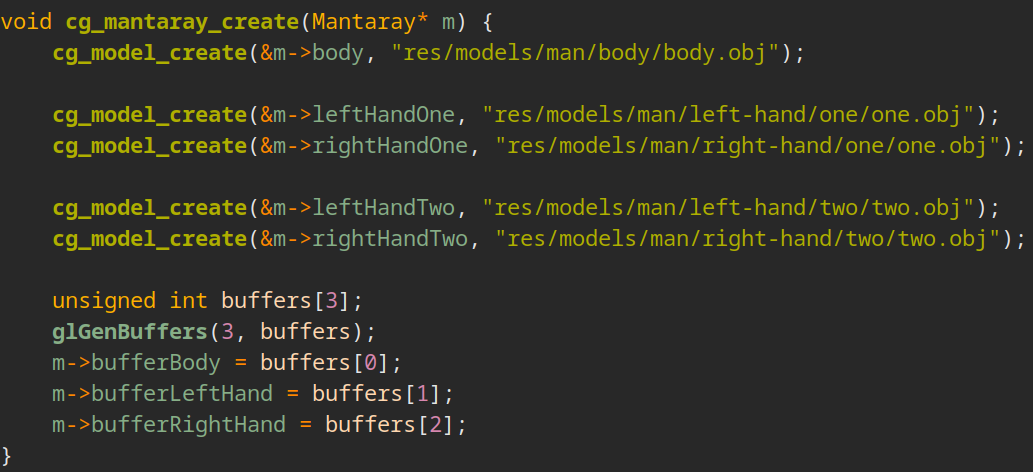 void cg_mantaray_create(Mantaray* m) {
    cg_model_create(&m->body, "res/models/man/body/body.obj");

    cg_model_create(&m->leftHandOne, "res/models/man/left-hand/one/one.obj");
    cg_model_create(&m->rightHandOne, "res/models/man/right-hand/one/one.obj");

    cg_model_create(&m->leftHandTwo, "res/models/man/left-hand/two/two.obj");
    cg_model_create(&m->rightHandTwo, "res/models/man/right-hand/two/two.obj");

    unsigned int buffers[3];
    glGenBuffers(3, buffers);
    m->bufferBody = buffers[0];
    m->bufferLeftHand = buffers[1];
    m->bufferRightHand = buffers[2];
}